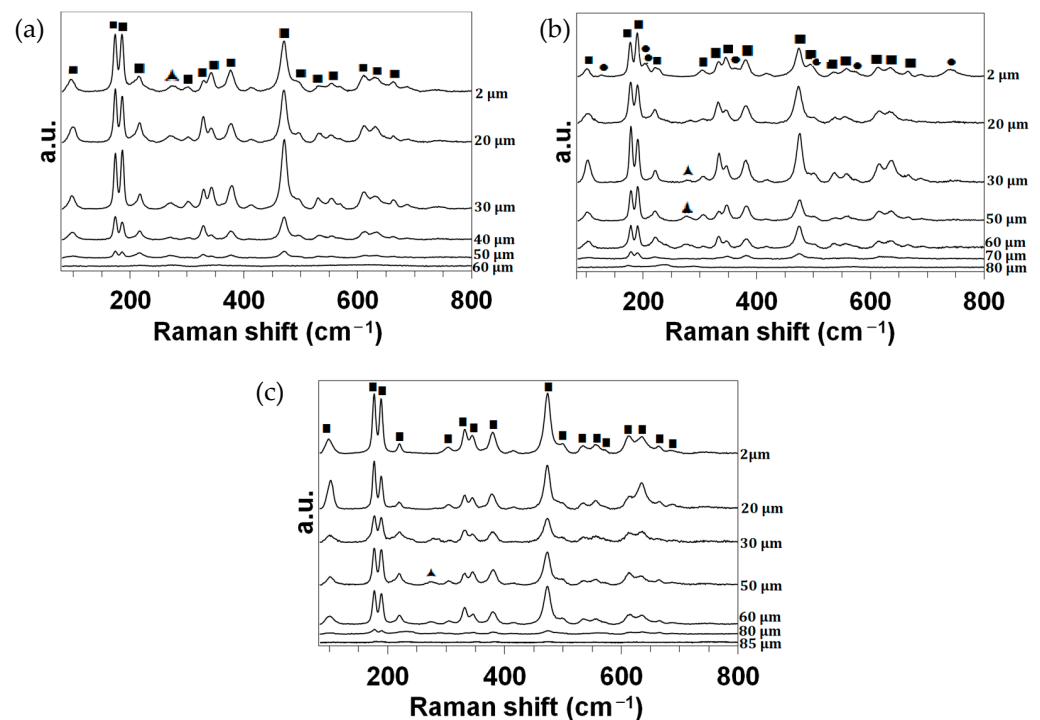 (a)
a.u.
2 µm
20 µm
30 µm
40 µm
50 µm
60 µm
200 400 600 800
Raman shift (cm⁻¹)
(b)
a.u.
2 µm
20 µm
30 µm
50 µm
60 µm
70 µm
80 µm
200 400 600 800
Raman shift (cm⁻¹)
(c)
a.u.
2µm
20 µm
30 µm
50 µm
60 µm
80 µm
85 µm
200 400 600 800
Raman shift (cm⁻¹)